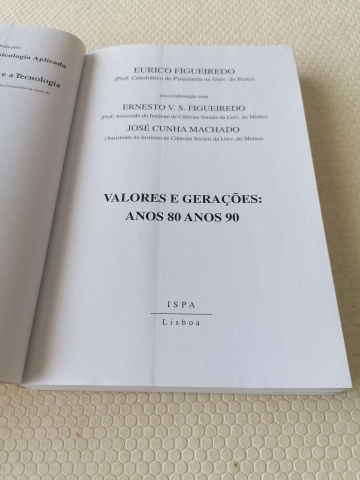 icologia Aplicada
e a Tecnologia
EURICO FIGUEIREDO
(Prof. Catedrático de Psiquiatria na Univ. do Porto)
em colaboração com
ERNESTO V. S. FIGUEIREDO
(Prof. Associado do Instituto de Ciências Sociais da Univ. do Minho)
JOSÉ CUNHA MACHADO
(Assistente do Instituto de Ciências Sociais da Univ. do Minho)
VALORES E GERAÇÕES:
ANOS 80 ANOS 90
ISPA
Lisboa